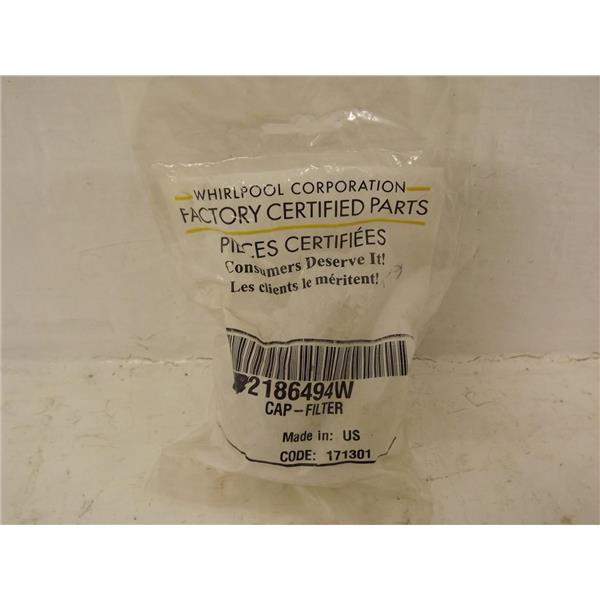 WHIRLPOOL CORPORATION
FACTORY CERTIFIED PARTS
PIÈCES CERTIFIÉES
Consumers Deserve It!
Les clients le méritent!
2186494W
CAP-FILTER
Made in: US
CODE: 171301